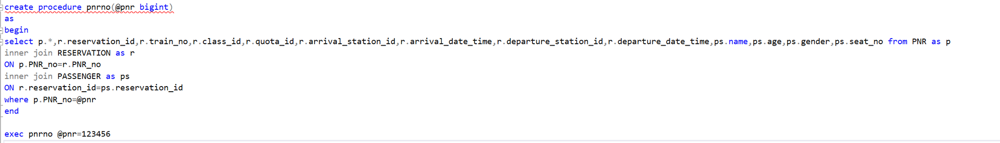 create procedure pnrno(@pnr bigint)
as
begin
select p.*,r.reservation_id,r.train_no,r.class_id,r.quota_id,r.arrival_station_id,r.arrival_date_time,r.departure_station_id,r.departure_date_time,ps.name,ps.age,ps.gender,ps.seat_no from PNR as p
inner join RESERVATION as r
ON p.PNR_no=r.PNR_no
inner join PASSENGER as ps
ON r.reservation_id=ps.reservation_id
where p.PNR_no=@pnr
end
exec pnrno @pnr=123456